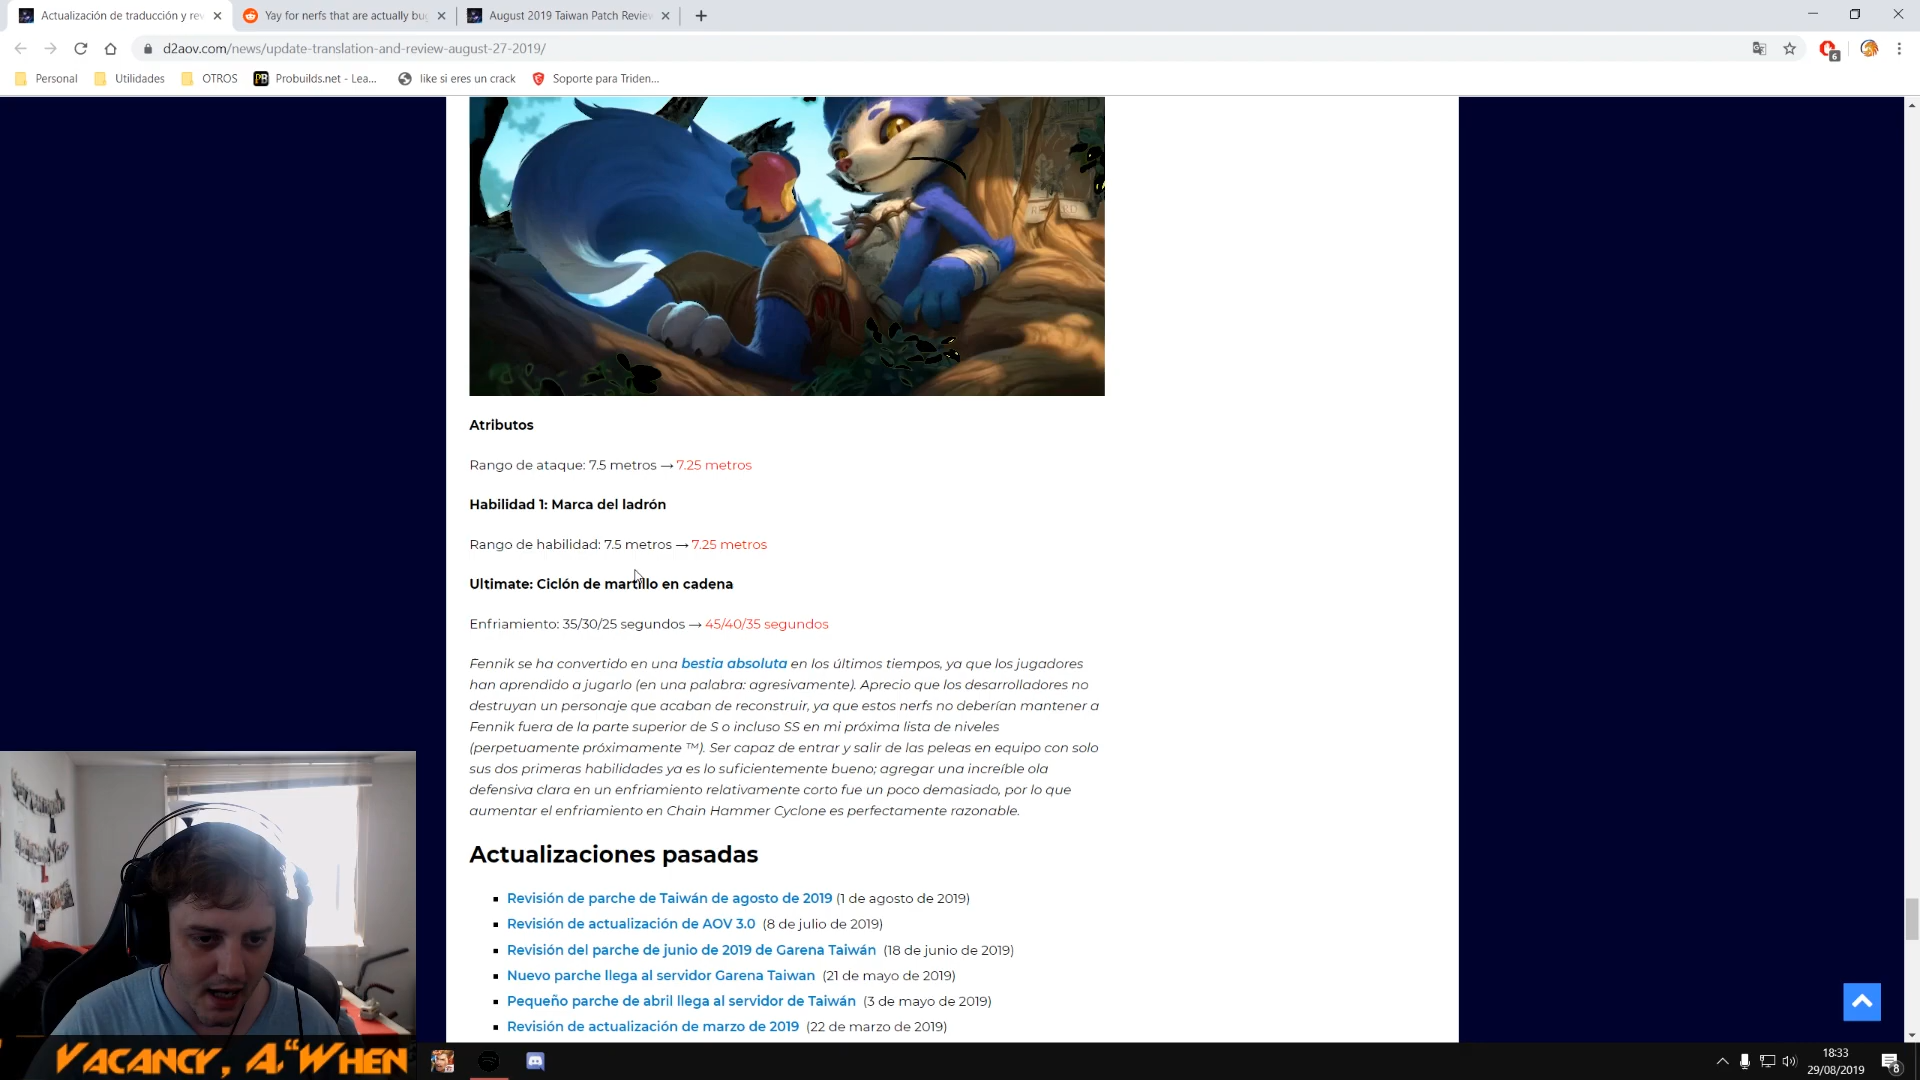 Actualización de traducción y rev
Yay for nerfs that are actually bug
August 2019 Taiwan Patch Review
d2aov.com/news/update-translation-and-review-august-27-2019/
6
Personal
Utilidades
OTROS
PB Probuilds.net - Lea...
like si eres un crack
Soporte para Triden...
Atributos
Rango de ataque: 7.5 metros → 7.25 metros
Habilidad 1: Marca del ladrón
Rango de habilidad: 7.5 metros → 7.25 metros
Ultimate: Ciclón de martillo en cadena
Enfriamiento: 35/30/25 segundos → 45/40/35 segundos
Fennik se ha convertido en una bestia absoluta en los últimos tiempos, ya que los jugadores
han aprendido a jugarlo (en una palabra: agresivamente). Aprecio que los desarrolladores no
destruyan un personaje que acaban de reconstruir, ya que estos nerfs no deberían mantener a
Fennik fuera de la parte superior de S o incluso SS en mi próxima lista de niveles
(perpetuamente próximamente ™). Ser capaz de entrar y salir de las peleas en equipo con solo
sus dos primeras habilidades ya es lo suficientemente bueno; agregar una increíble ola
defensiva clara en un enfriamiento relativamente corto fue un poco demasiado, por lo que
aumentar el enfriamiento en Chain Hammer Cyclone es perfectamente razonable.
Actualizaciones pasadas
▪ Revisión de parche de Taiwán de agosto de 2019 (1 de agosto de 2019)
▪ Revisión de actualización de AOV 3.0 (8 de julio de 2019)
▪ Revisión del parche de junio de 2019 de Garena Taiwán (18 de junio de 2019)
▪ Nuevo parche llega al servidor Garena Taiwan (21 de mayo de 2019)
▪ Pequeño parche de abril llega al servidor de Taiwán (3 de mayo de 2019)
▪ Revisión de actualización de marzo de 2019 (22 de marzo de 2019)
VACANCY, A "WHEN
18:33
29/08/2019
8